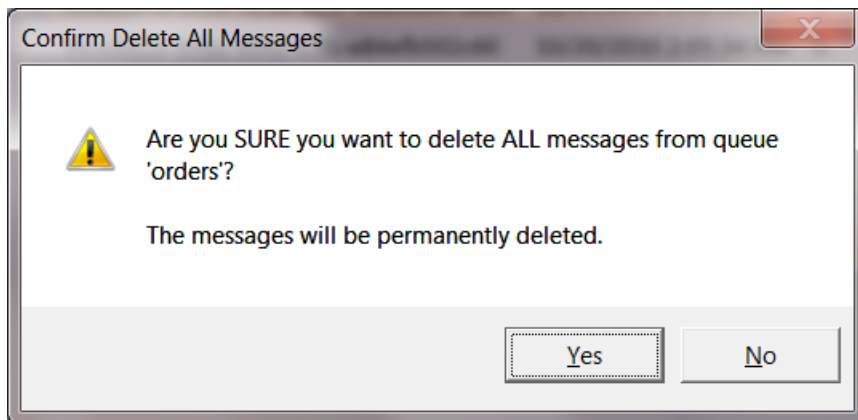 Confirm Delete All Messages
Are you SURE you want to delete ALL messages from queue
'orders'?
The messages will be permanently deleted.
Yes
No